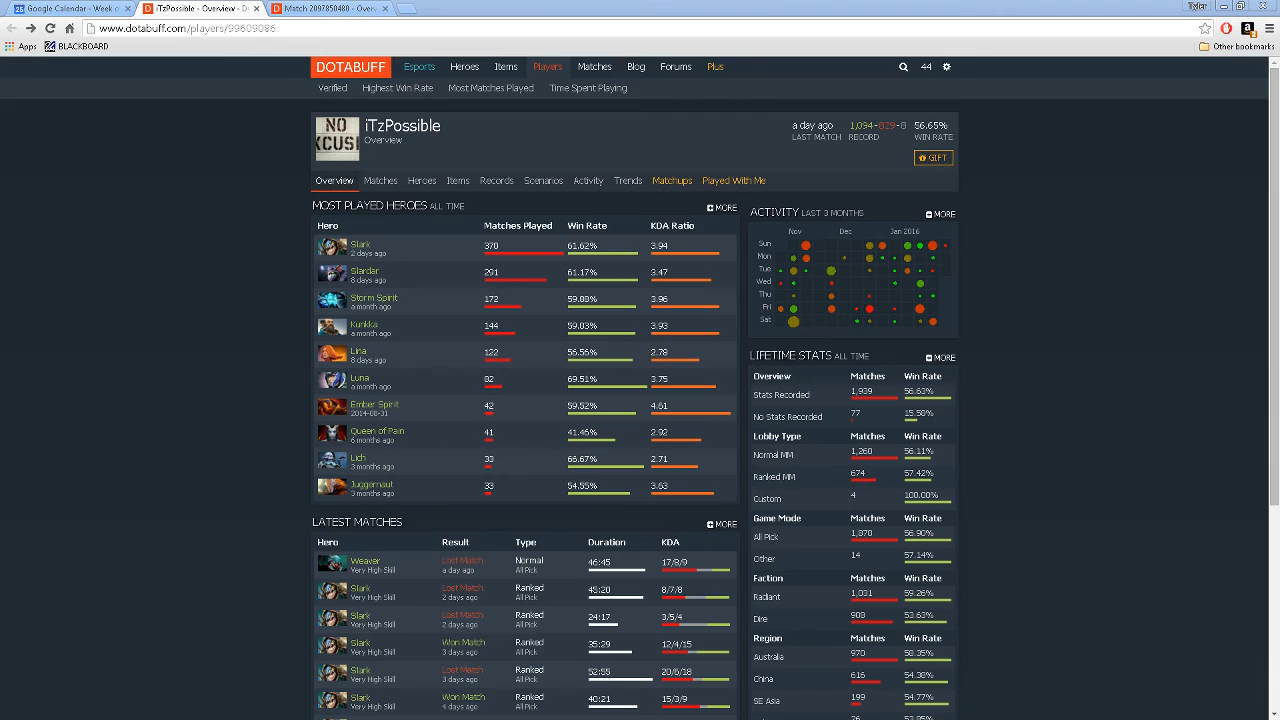 Google Calendar - Week o
iTzPossible - Overview - D
Match 2097850480 - Overv
Tyler
www.dotabuff.com/players/99609086
Apps BLACKBOARD Other bookmarks
DOTABUFF Esports Heroes Items Players Matches Blog Forums Plus 44
Verified Highest Win Rate Most Matches Played Time Spent Playing
NO
XCUSE
iTzPossible
Overview
a day ago 1,094-829-8 56.65%
LAST MATCH RECORD WIN RATE
GIFT
Overview Matches Heroes Items Records Scenarios Activity Trends Matchups Played With Me
MOST PLAYED HEROES ALL TIME MORE
Hero Matches Played Win Rate KDA Ratio
Slark 370 61.62% 3.94
2 days ago
Slardar 291 61.17% 3.47
8 days ago
Storm Spirit 172 59.88% 3.96
a month ago
Kunkka 144 59.03% 3.93
a month ago
Lina 122 56.56% 2.78
8 days ago
Luna 82 69.51% 3.75
a month ago
Ember Spirit 42 59.52% 4.61
2014-08-31
Queen of Pain 41 41.46% 2.92
6 months ago
Lich 33 66.67% 2.71
3 months ago
Juggernaut 33 54.55% 3.63
3 months ago
LATEST MATCHES MORE
Hero Result Type Duration KDA
Weaver Lost Match Normal 46:45 17/8/9
Very High Skill a day ago All Pick
Slark Lost Match Ranked 45:20 8/7/8
Very High Skill 2 days ago All Pick
Slark Lost Match Ranked 24:17 3/5/4
Very High Skill 2 days ago All Pick
Slark Won Match Ranked 35:29 12/4/15
Very High Skill 3 days ago All Pick
Slark Lost Match Ranked 52:55 20/6/18
Very High Skill 3 days ago All Pick
Slark Won Match Ranked 40:21 15/3/9
Very High Skill 4 days ago All Pick
ACTIVITY LAST 3 MONTHS MORE
Nov Dec Jan 2016
Sun
Mon
Tue
Wed
Thu
Fri
Sat
LIFETIME STATS ALL TIME MORE
Overview Matches Win Rate
Stats Recorded 1,939 56.63%
No Stats Recorded 77 15.58%
Lobby Type Matches Win Rate
Normal MM 1,260 56.11%
Ranked MM 674 57.42%
Custom 4 100.00%
Game Mode Matches Win Rate
All Pick 1,870 56.90%
Other 14 57.14%
Faction Matches Win Rate
Radiant 1,031 59.26%
Dire 908 53.63%
Region Matches Win Rate
Australia 970 58.35%
China 616 54.38%
SE Asia 199 54.77%